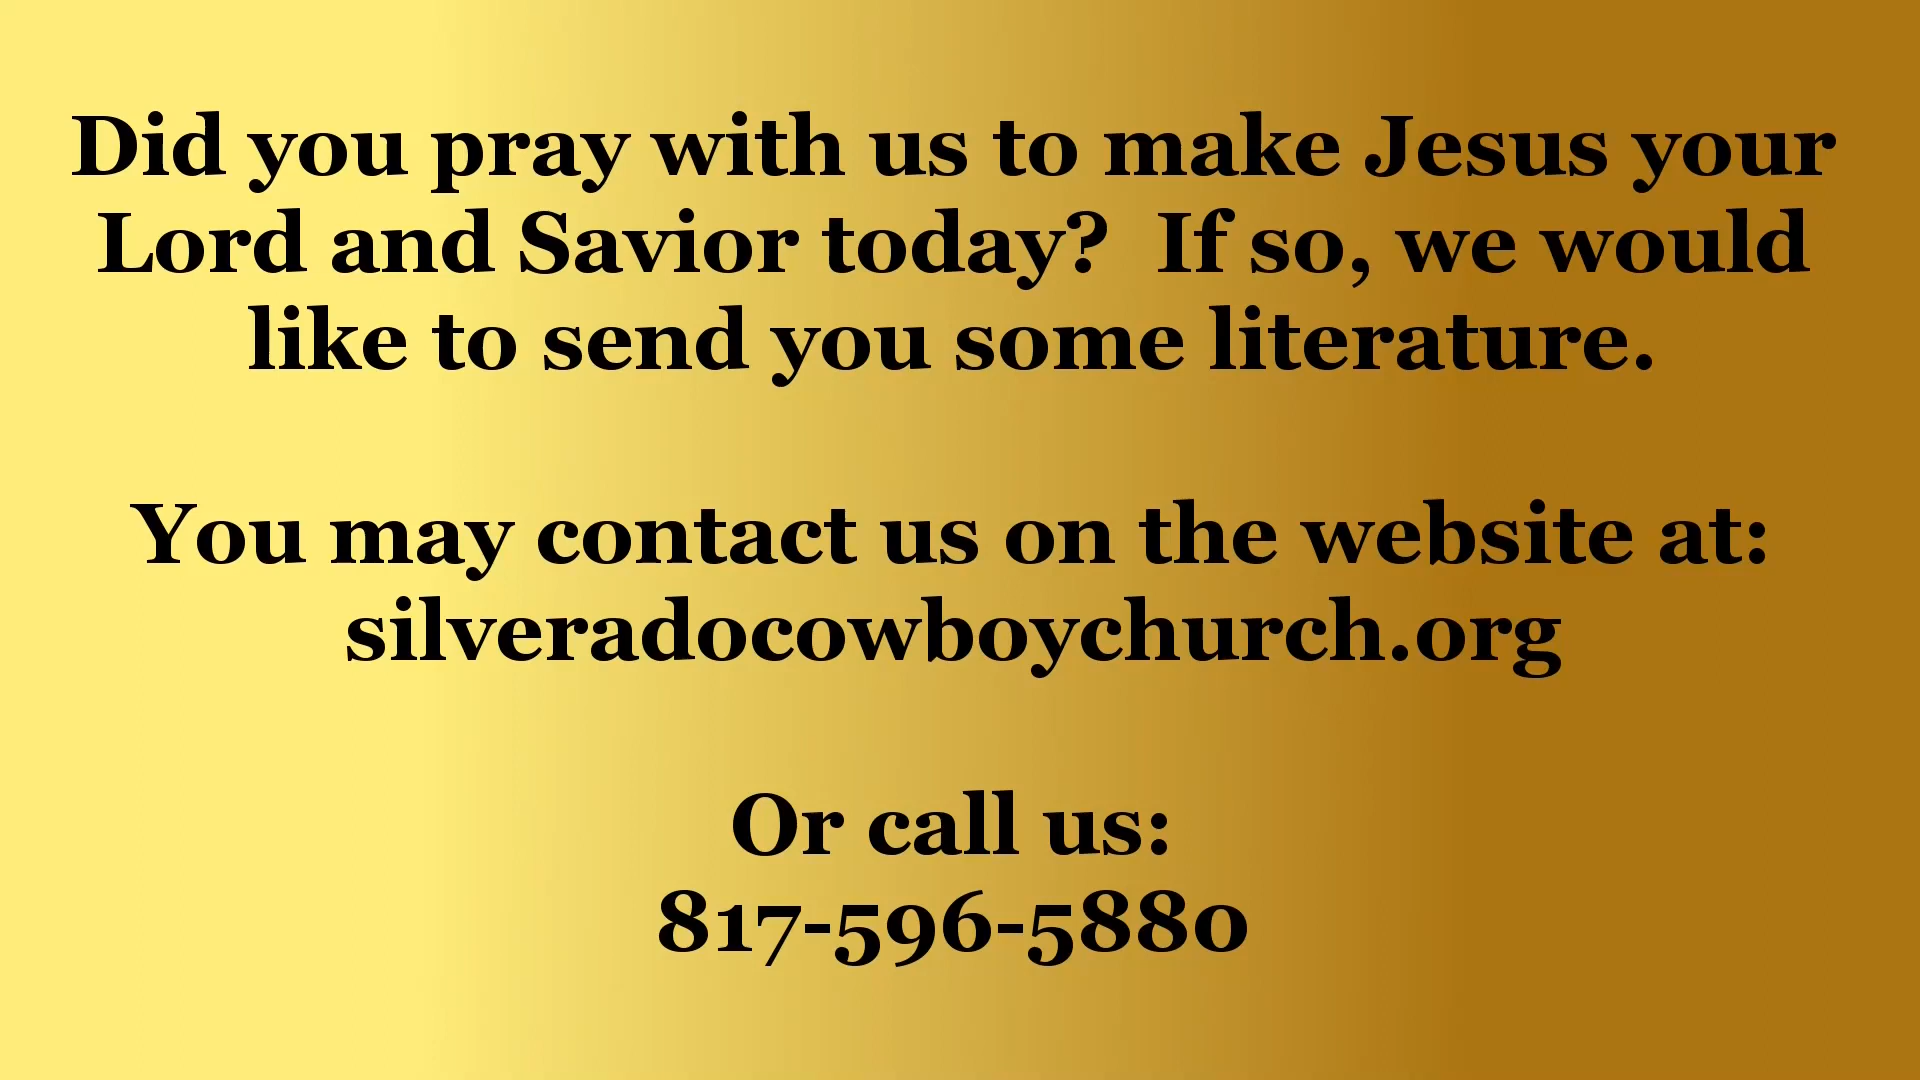 Did you pray with us to make Jesus your
Lord and Savior today?  If so, we would
like to send you some literature.
You may contact us on the website at:
silveradocowboychurch.org
Or call us:
817-596-5880